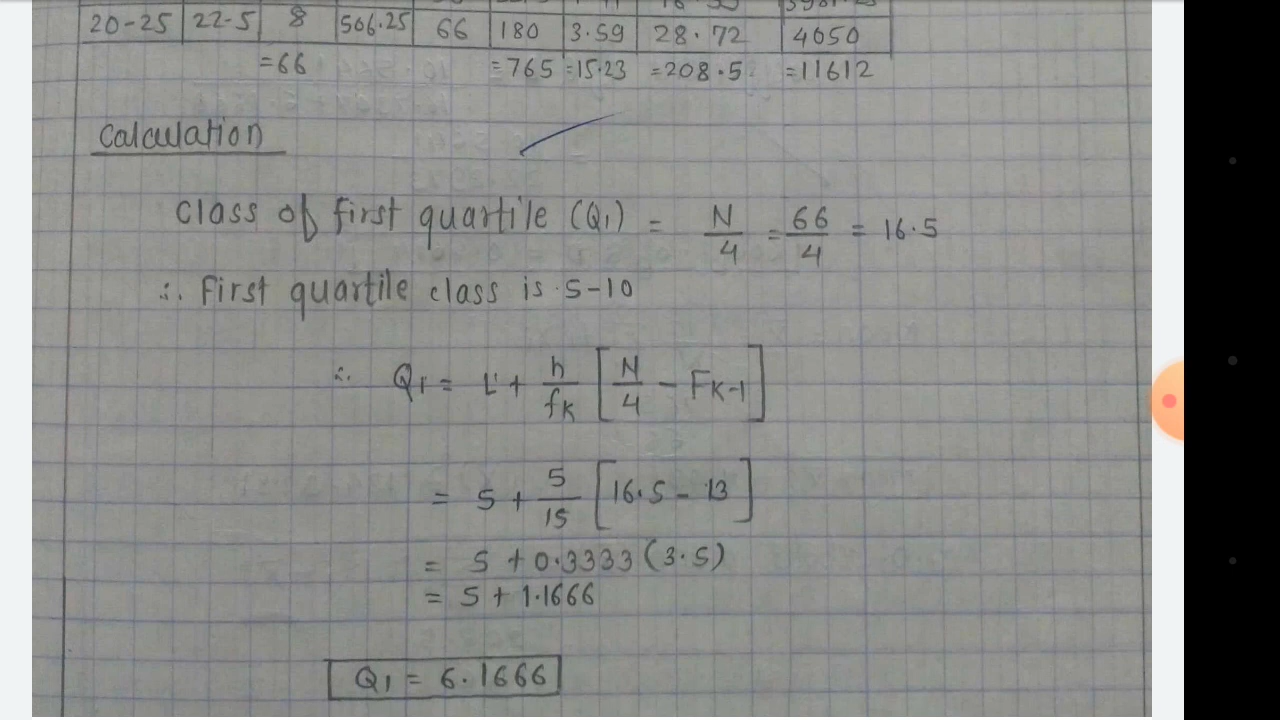 20-25 22-5 8 506.25 66 180 3.59 28.72 4050
=66 =765 =15.23 =208.5 =11612
Calculation
Class of first quartile (Q1) = N/4 = 66/4 = 16.5
∴ First quartile class is 5-10
∴ Q1 = L + h/fK [N/4 - FK-1]
= 5 + 5/15 [16.5 - 13]
= 5 + 0.3333 (3.5)
= 5 + 1.1666
Q1 = 6.1666